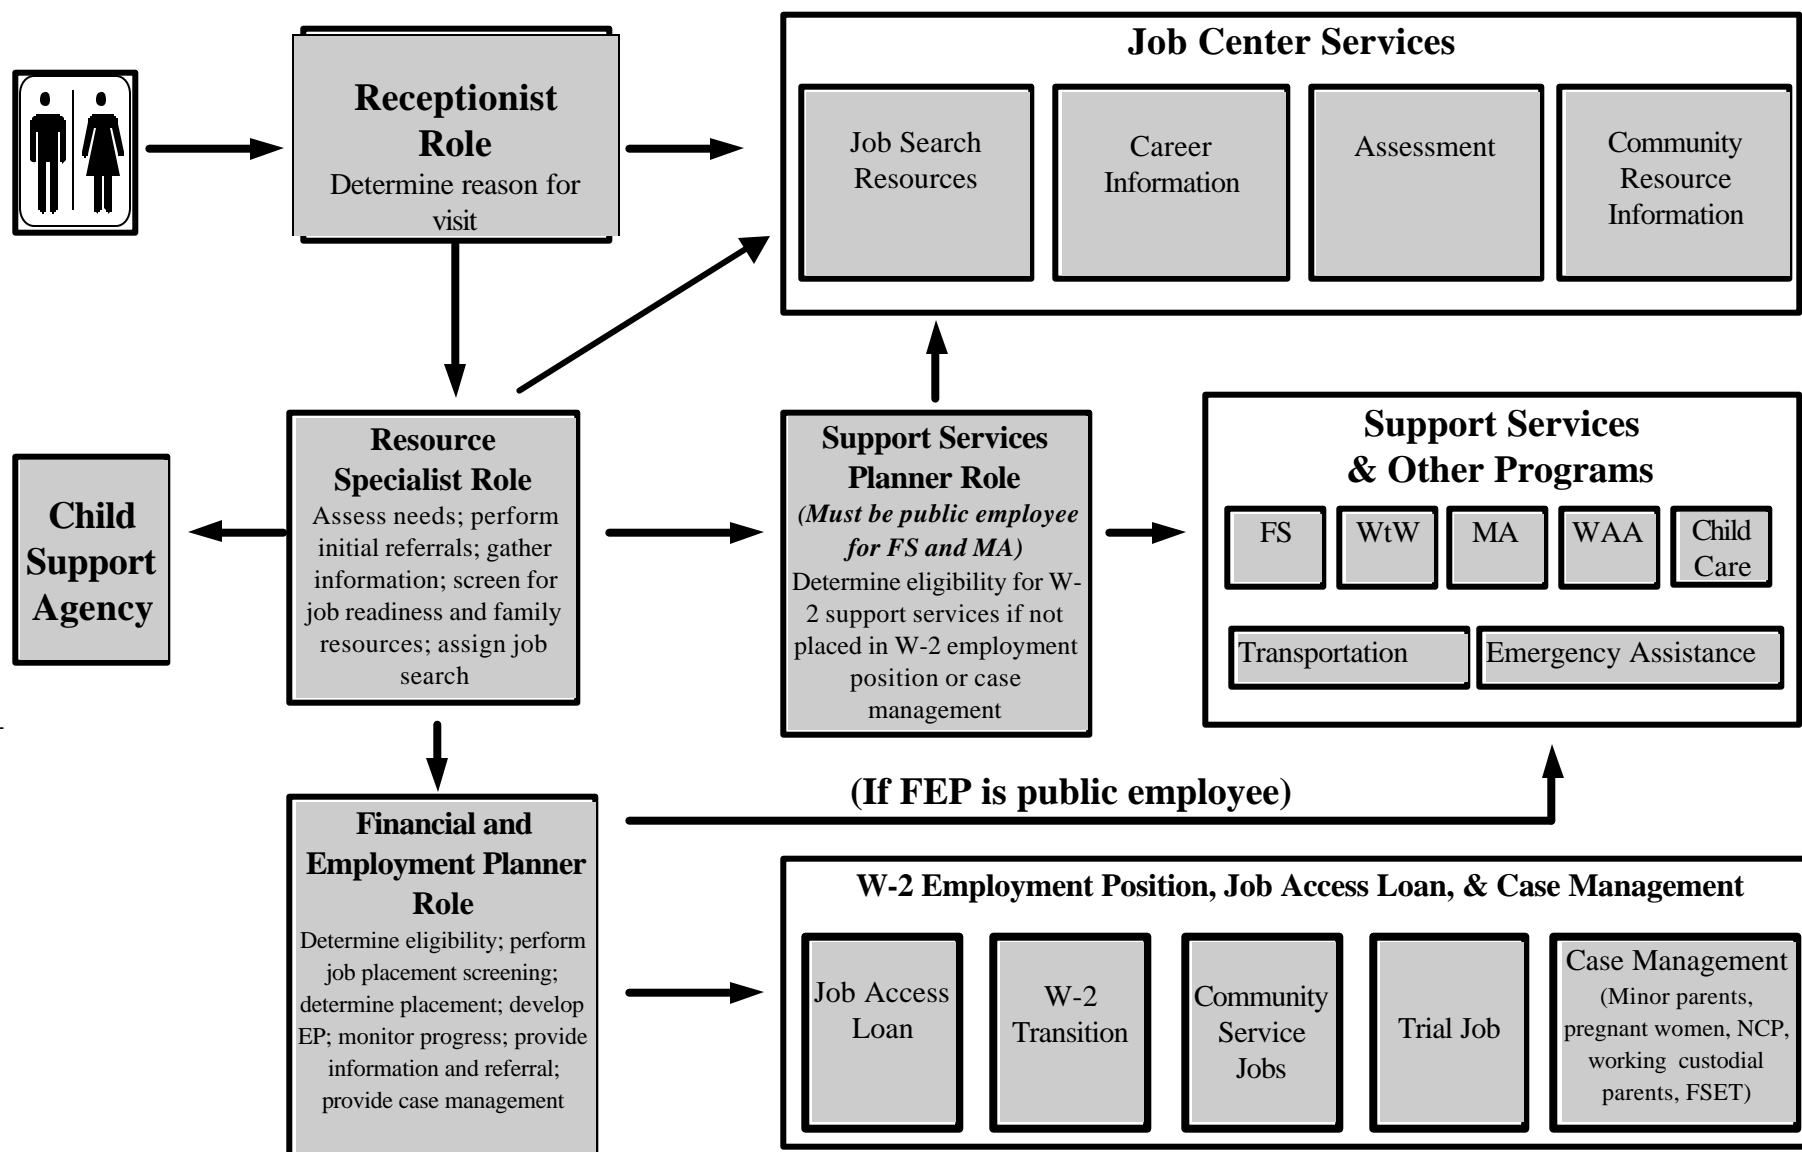 Receptionist
Role
Determine reason for
visit
Job Center Services
Job Search
Resources
Career
Information
Assessment
Community
Resource
Information
Child
Support
Agency
Resource
Specialist Role
Assess needs; perform
initial referrals; gather
information; screen for
job readiness and family
resources; assign job
search
Support Services
Planner Role
(Must be public employee
for FS and MA)
Determine eligibility for W-
2 support services if not
placed in W-2 employment
position or case
management
Support Services
& Other Programs
FS
WtW
MA
WAA
Child
Care
Transportation
Emergency Assistance
(If FEP is public employee)
Financial and
Employment Planner
Role
Determine eligibility; perform
job placement screening;
determine placement; develop
EP; monitor progress; provide
information and referral;
provide case management
W-2 Employment Position, Job Access Loan, & Case Management
Job Access
Loan
W-2
Transition
Community
Service
Jobs
Trial Job
Case Management
(Minor parents,
pregnant women, NCP,
working custodial
parents, FSET)